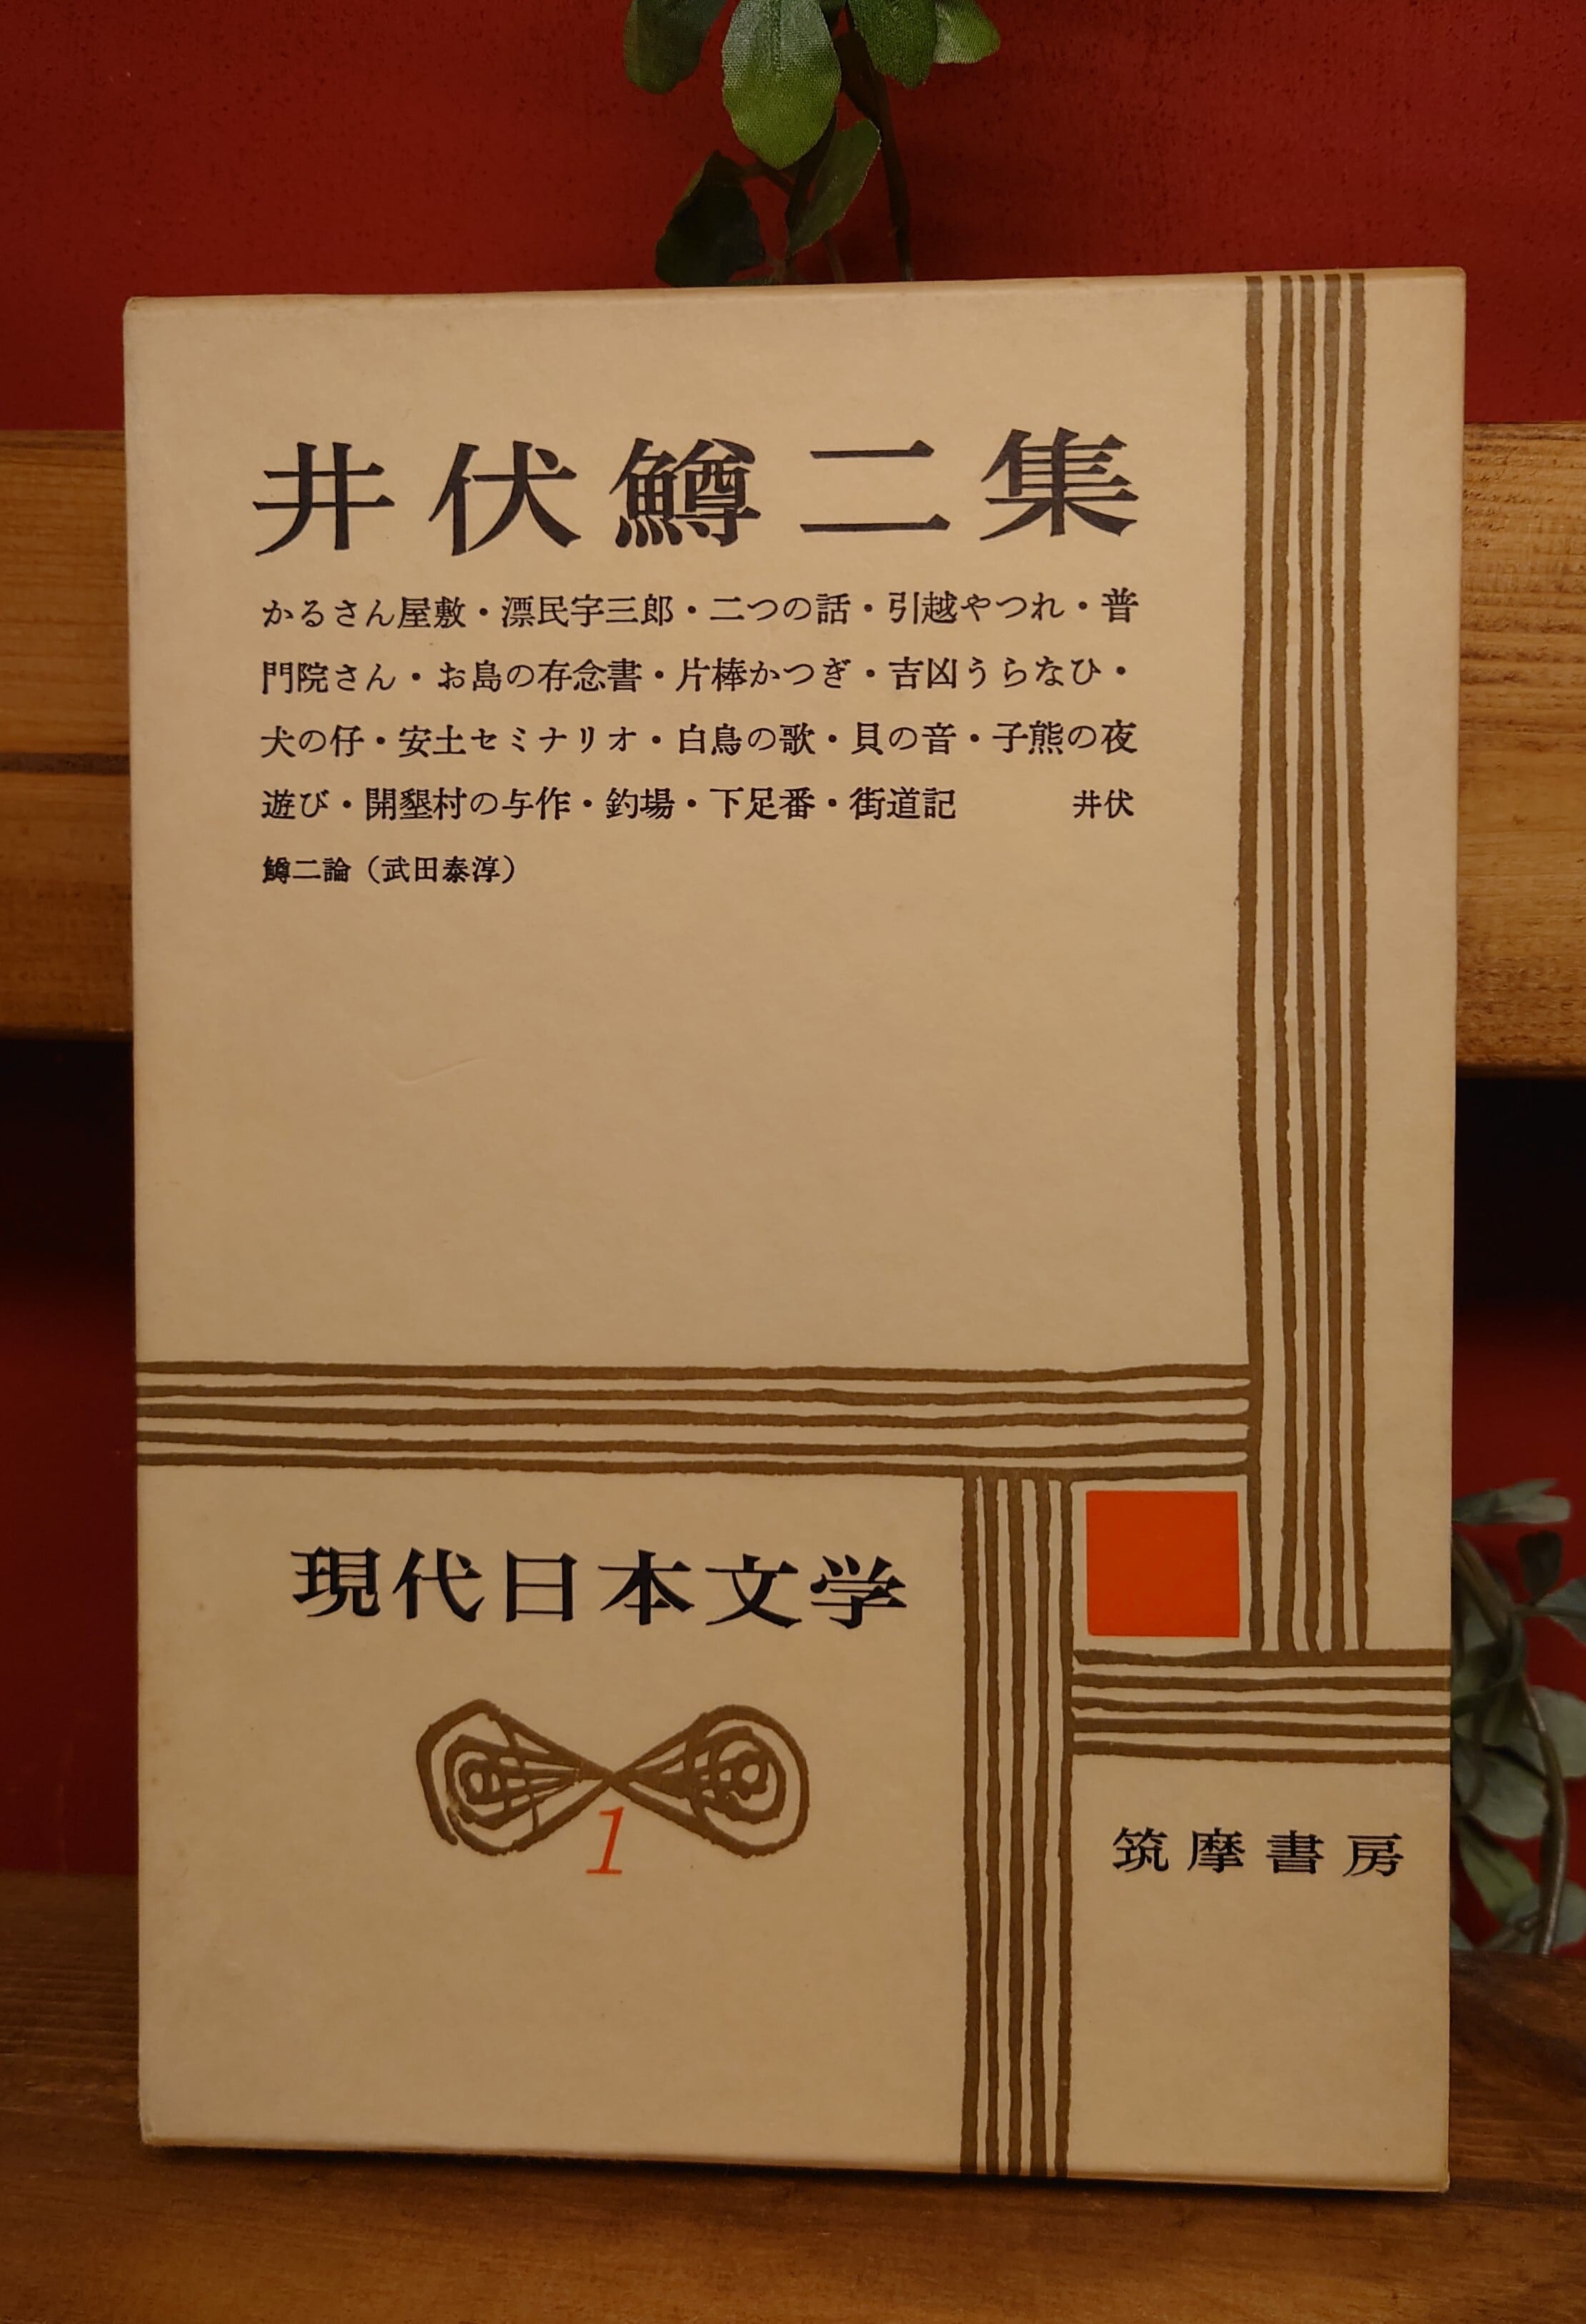 井伏鱒二集
かるさん屋敷・漂民宇三郎・二つの話・引越やつれ・普
門院さん・お島の存念書・片棒かつぎ・吉凶うらなひ・
犬の仔・安土セミナリオ・白鳥の歌・貝の音・子熊の夜
遊び・開墾村の与作・釣場・下足番・街道記　井伏
鱒二論（武田泰淳）
現代日本文学
1
筑摩書房